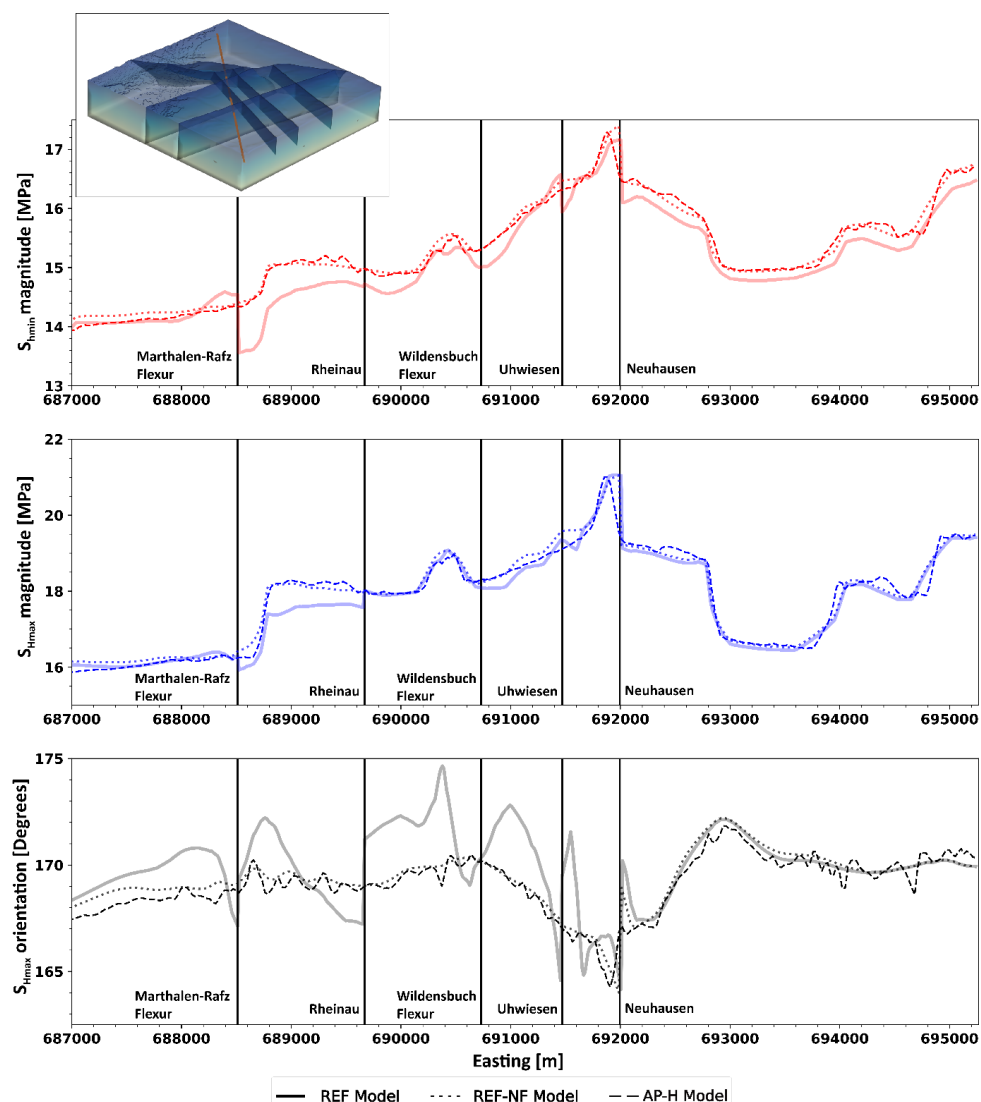 17
16
15
14
13
S hmin magnitude [MPa]
Marthalen-Rafz
Flexur
Rheinau
Wildensbuch
Flexur
Uhwiesen
Neuhausen
687000 688000 689000 690000 691000 692000 693000 694000 695000
22
20
18
16
S Hmax magnitude [MPa]
Marthalen-Rafz
Flexur
Rheinau
Wildensbuch
Flexur
Uhwiesen
Neuhausen
687000 688000 689000 690000 691000 692000 693000 694000 695000
175
170
165
S Hmax orientation [Degrees]
Marthalen-Rafz
Flexur
Rheinau
Wildensbuch
Flexur
Uhwiesen
Neuhausen
687000 688000 689000 690000 691000 692000 693000 694000 695000
Easting [m]
REF Model REF-NF Model AP-H Model